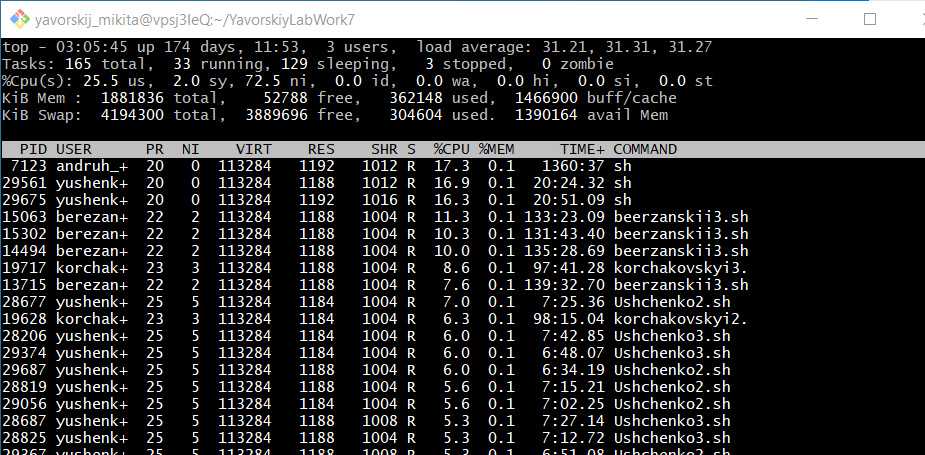 yavorskij_mikita@vpsj3IeQ:~/YavorskiyLabWork7
top - 03:05:45 up 174 days, 11:53,  3 users,  load average: 31.21, 31.31, 31.27
Tasks: 165 total,  33 running, 129 sleeping,   3 stopped,   0 zombie
%Cpu(s): 25.5 us,  2.0 sy, 72.5 ni,  0.0 id,  0.0 wa,  0.0 hi,  0.0 si,  0.0 st
KiB Mem :  1881836 total,    52788 free,   362148 used,  1466900 buff/cache
KiB Swap:  4194300 total,  3889696 free,   304604 used.  1390164 avail Mem
PID USER PR NI VIRT RES SHR S %CPU %MEM TIME+ COMMAND
7123 andruh_+ 20 0 113284 1192 1012 R 17.3 0.1 1360:37 sh
29561 yushenk+ 20 0 113284 1188 1012 R 16.9 0.1 20:24.32 sh
29675 yushenk+ 20 0 113284 1192 1016 R 16.3 0.1 20:51.09 sh
15063 berezan+ 22 2 113284 1188 1004 R 11.3 0.1 133:23.09 beerzanskii3.sh
15302 berezan+ 22 2 113284 1188 1004 R 10.3 0.1 131:43.40 beerzanskii3.sh
14494 berezan+ 22 2 113284 1188 1004 R 10.0 0.1 135:28.69 beerzanskii3.sh
19717 korchak+ 23 3 113284 1188 1004 R 8.6 0.1 97:41.28 korchakovskyi3.
13715 berezan+ 22 2 113284 1188 1004 R 7.6 0.1 139:32.70 beerzanskii3.sh
28677 yushenk+ 25 5 113284 1184 1004 R 7.0 0.1 7:25.36 Ushchenko2.sh
19628 korchak+ 23 3 113284 1184 1004 R 6.3 0.1 98:15.04 korchakovskyi2.
28206 yushenk+ 25 5 113284 1184 1004 R 6.0 0.1 7:42.85 Ushchenko3.sh
29374 yushenk+ 25 5 113284 1184 1004 R 6.0 0.1 6:48.07 Ushchenko3.sh
29687 yushenk+ 25 5 113284 1188 1004 R 6.0 0.1 6:34.19 Ushchenko2.sh
28819 yushenk+ 25 5 113284 1188 1004 R 5.6 0.1 7:15.21 Ushchenko2.sh
29056 yushenk+ 25 5 113284 1184 1004 R 5.6 0.1 7:02.25 Ushchenko2.sh
28687 yushenk+ 25 5 113284 1188 1008 R 5.3 0.1 7:27.14 Ushchenko3.sh
28825 yushenk+ 25 5 113284 1188 1004 R 5.3 0.1 7:12.72 Ushchenko3.sh
29367 yushenk+ 25 5 113284 1188 1008 R 5.3 0.1 6:51.08 Ushchenko2.sh